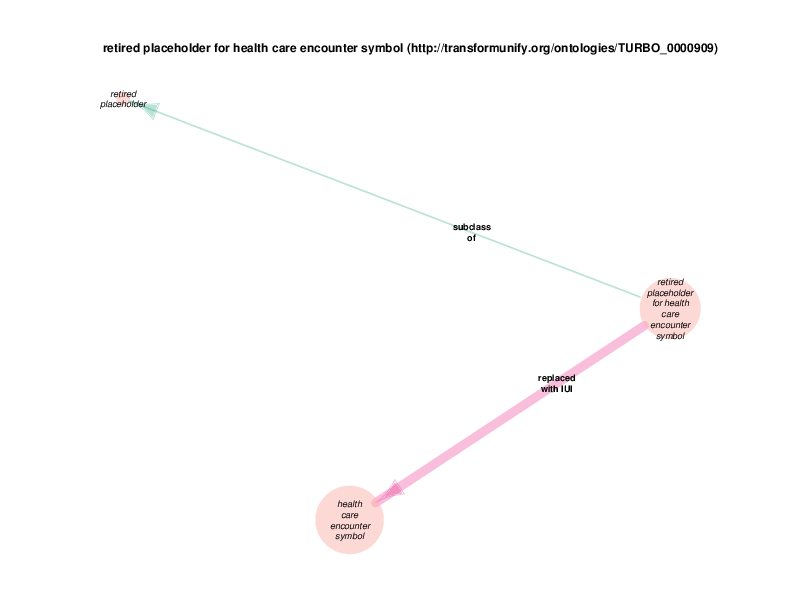 retired placeholder for health care encounter symbol (http://transformunify.org/ontologies/TURBO_0000909)
retired
placeholder
subclass
of
retired
placeholder
for health
care
encounter
symbol
replaced
with IUI
health
care
encounter
symbol